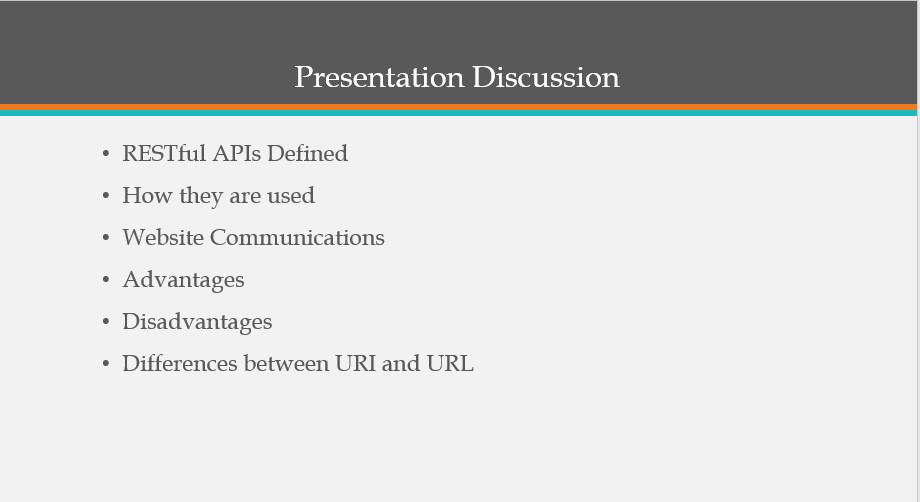 Presentation Discussion
• RESTful APIs Defined
• How they are used
• Website Communications
• Advantages
• Disadvantages
• Differences between URI and URL